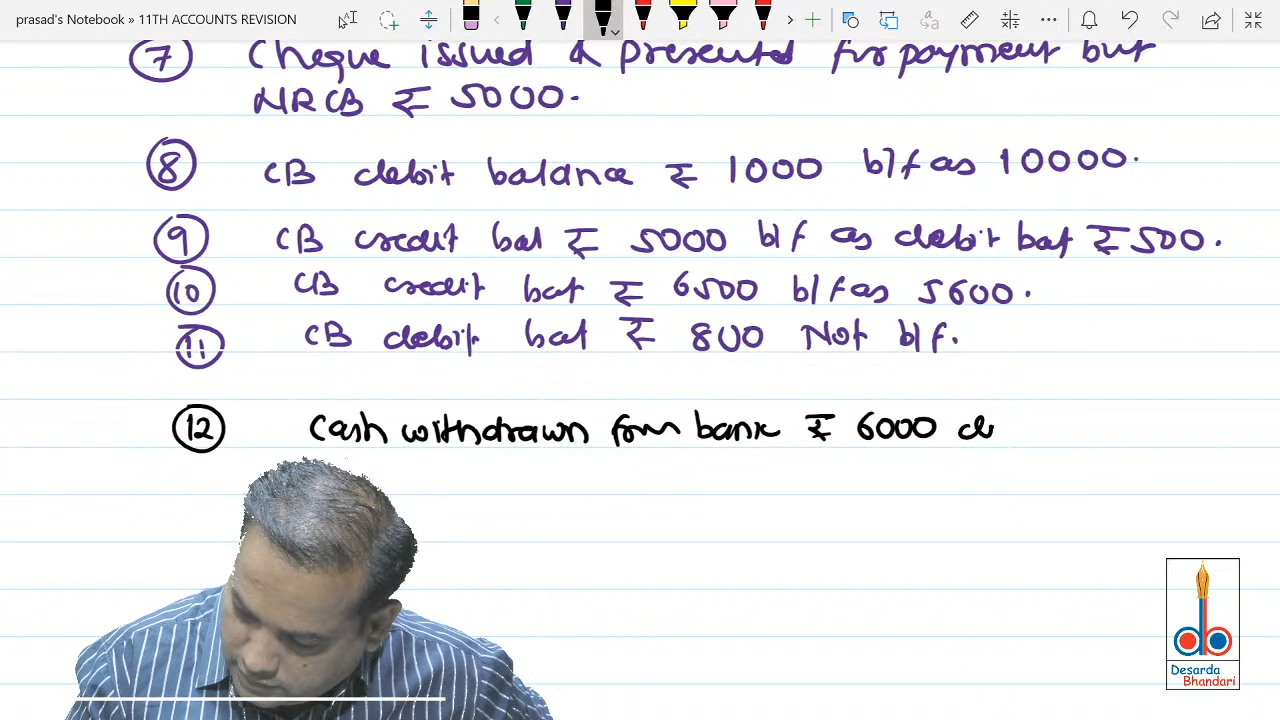 prasad's Notebook » 11TH ACCOUNTS REVISION
7 Cheque issued & presented for payment but
NRCB ₹ 5000.
8 CB debit balance ₹ 1000 b/f as 10000.
9 CB credit bal ₹ 5000 b/f as debit bal ₹ 500.
10 CB credit bal ₹ 6500 b/f as 5600.
11 CB debit bal ₹ 800 Not b/f.
12 Cash withdrawn from bank ₹ 6000
Desarda
Bhandari